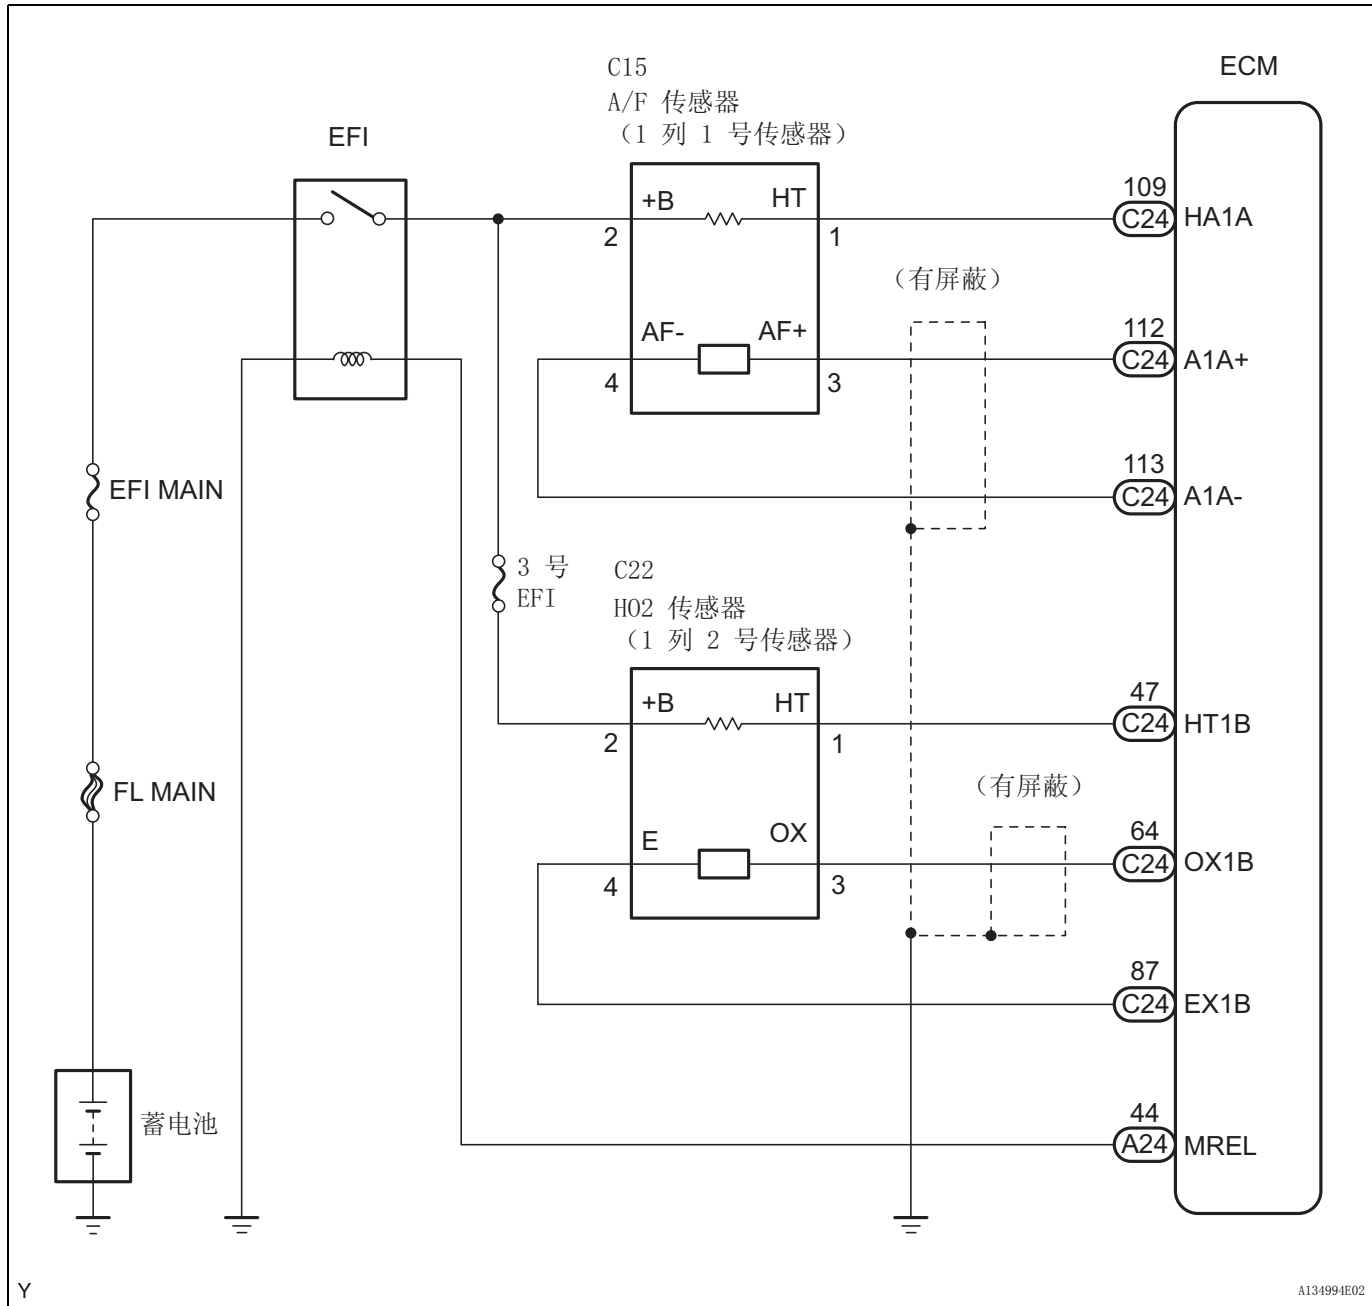 C15
A/F 传感器
（1 列 1 号传感器）
ECM
EFI
+B
HT
2
1
109
C24
HA1A
（有屏蔽）
AF-
AF+
4
3
112
C24
A1A+
113
C24
A1A-
EFI MAIN
3 号
EFI
C22
HO2 传感器
（1 列 2 号传感器）
+B
HT
2
1
47
C24
HT1B
FL MAIN
（有屏蔽）
E
OX
4
3
64
C24
OX1B
87
C24
EX1B
蓄电池
44
A24
MREL
Y
A134994E02